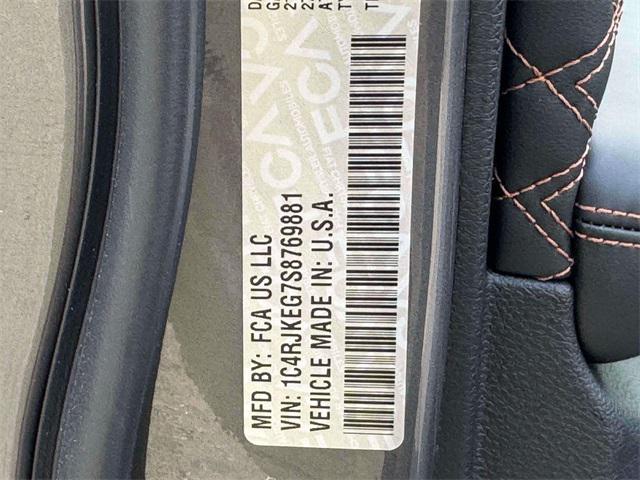 MFD BY: FCA US LLC
VIN: 1C4RJKEG7S8769881
VEHICLE MADE IN: U.S.A.